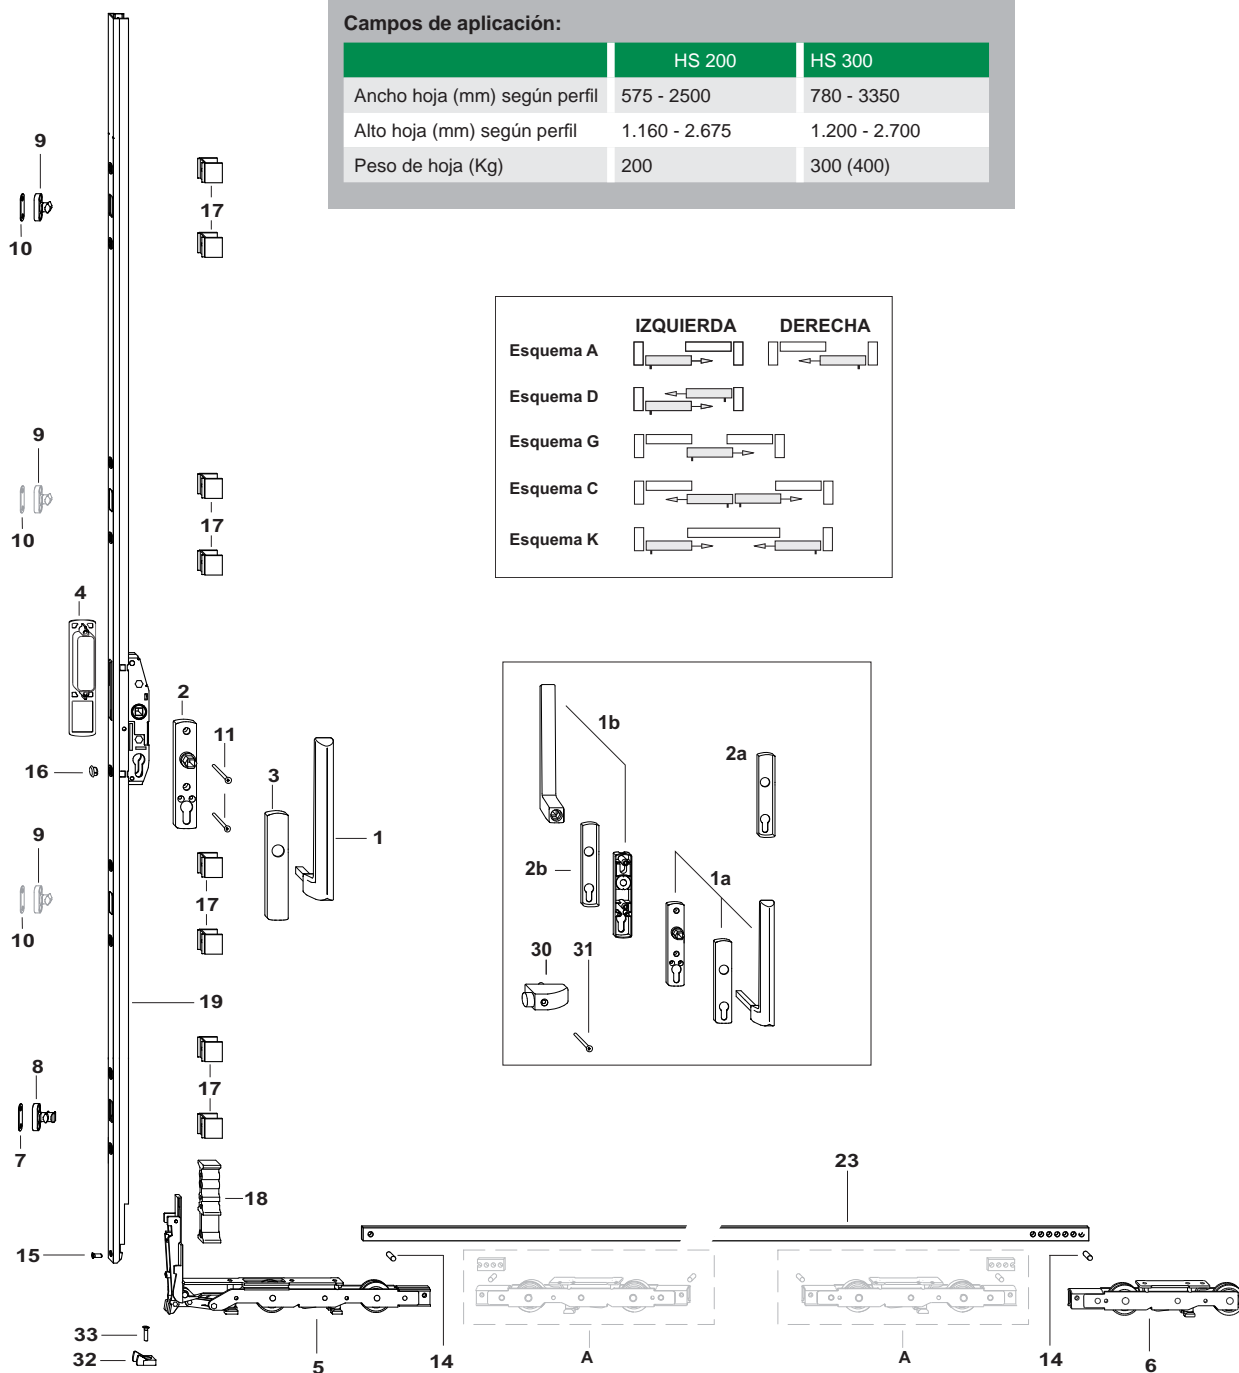 Campos de aplicación:
HS 200 HS 300
Ancho hoja (mm) según perfil 575 - 2500 780 - 3350
Alto hoja (mm) según perfil 1.160 - 2.675 1.200 - 2.700
Peso de hoja (Kg) 200 300 (400)
9
17
10
IZQUIERDA DERECHA
Esquema A
Esquema D
Esquema G
Esquema C
Esquema K
9
17
10
4
2
11
3
16
1
9
17
10
19
1b
2a
2b
1a
30 31
8
17
7
18
23
15
14
33
32
5
A
A
14
6